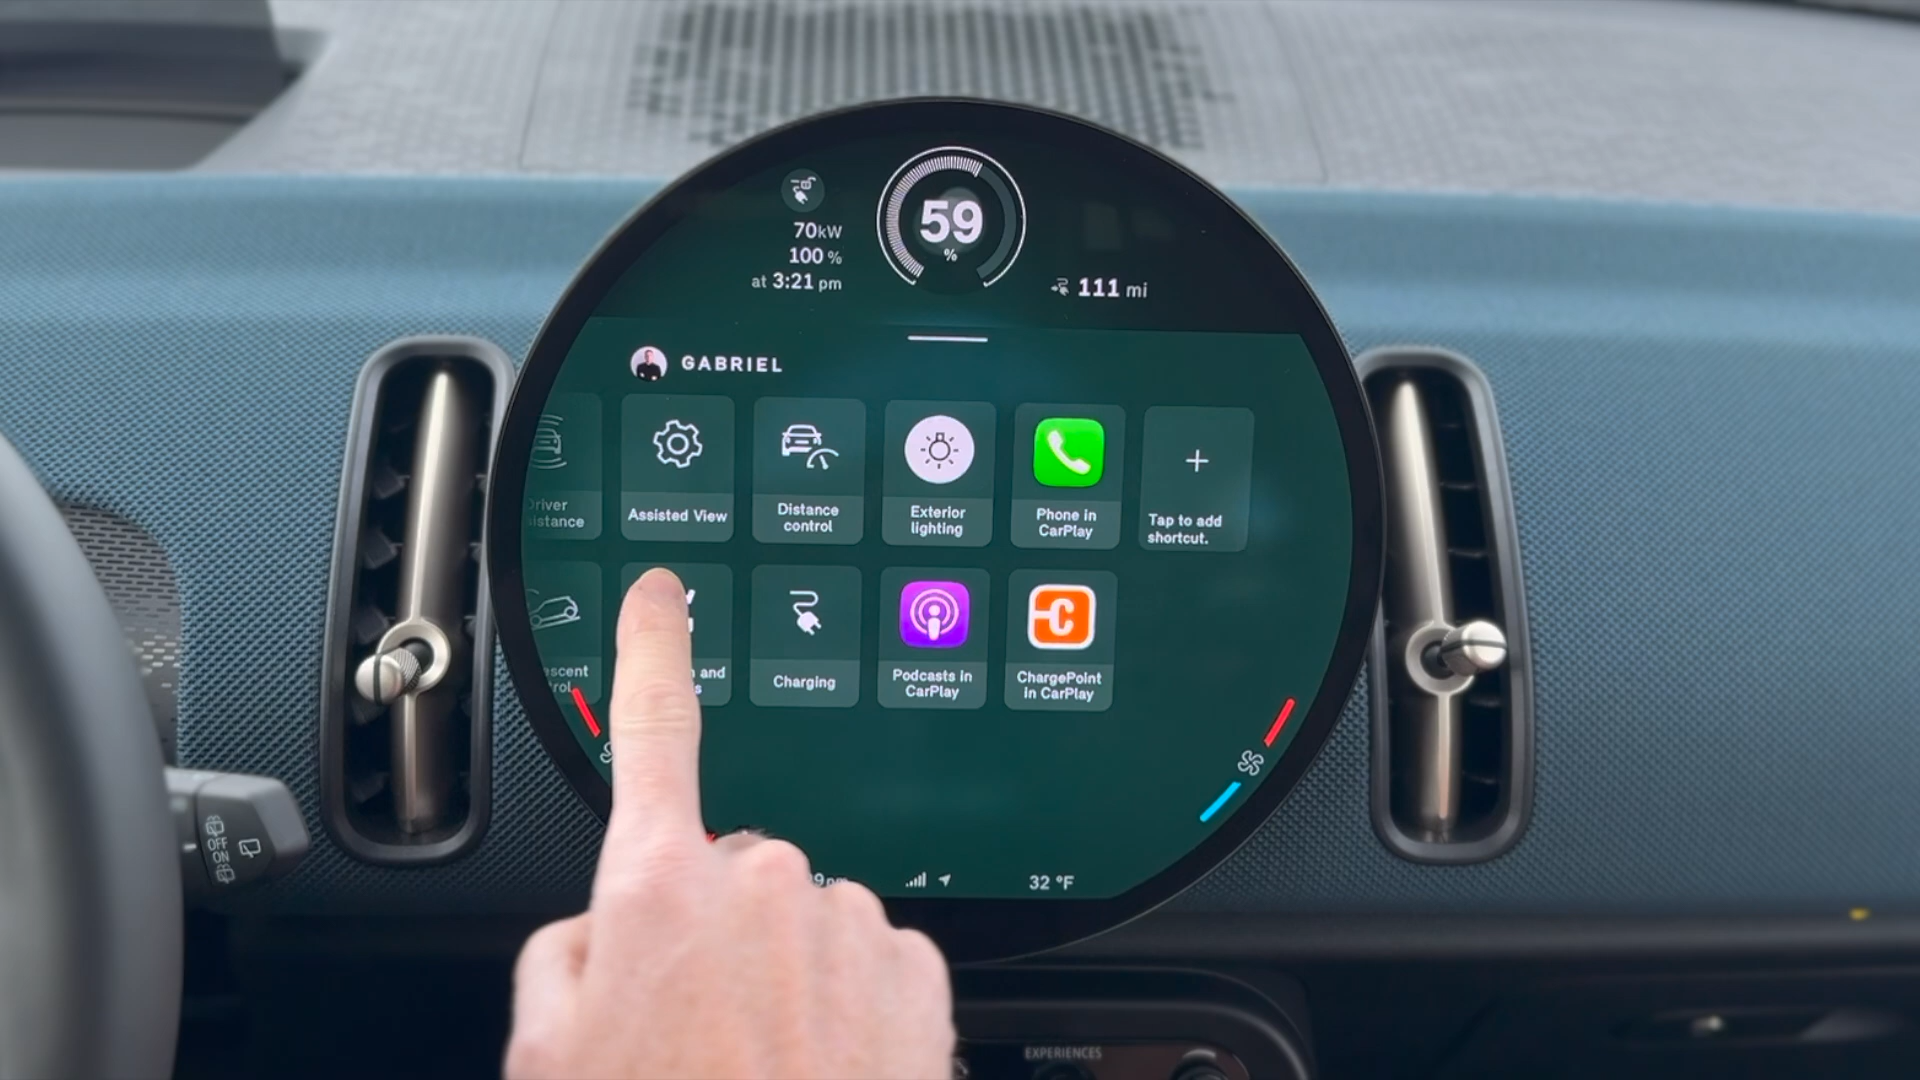 70kW
100 %
at 3:21 pm
59
%
111 mi
GABRIEL
Assisted View
Distance
control
Exterior
lighting
Phone in
CarPlay
+
Tap to add
shortcut.
and
Charging
Podcasts in
CarPlay
C
ChargePoint
in CarPlay
32 °F
OFF
ON
EXPERIENCES